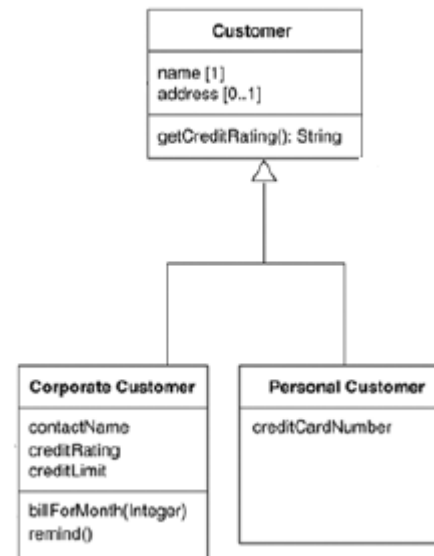 Customer
name [1]
address [0..1]
getCreditRating(): String
Corporate Customer
contactName
creditRating
creditLimit
billForMonth(Integer)
remind()
Personal Customer
creditCardNumber